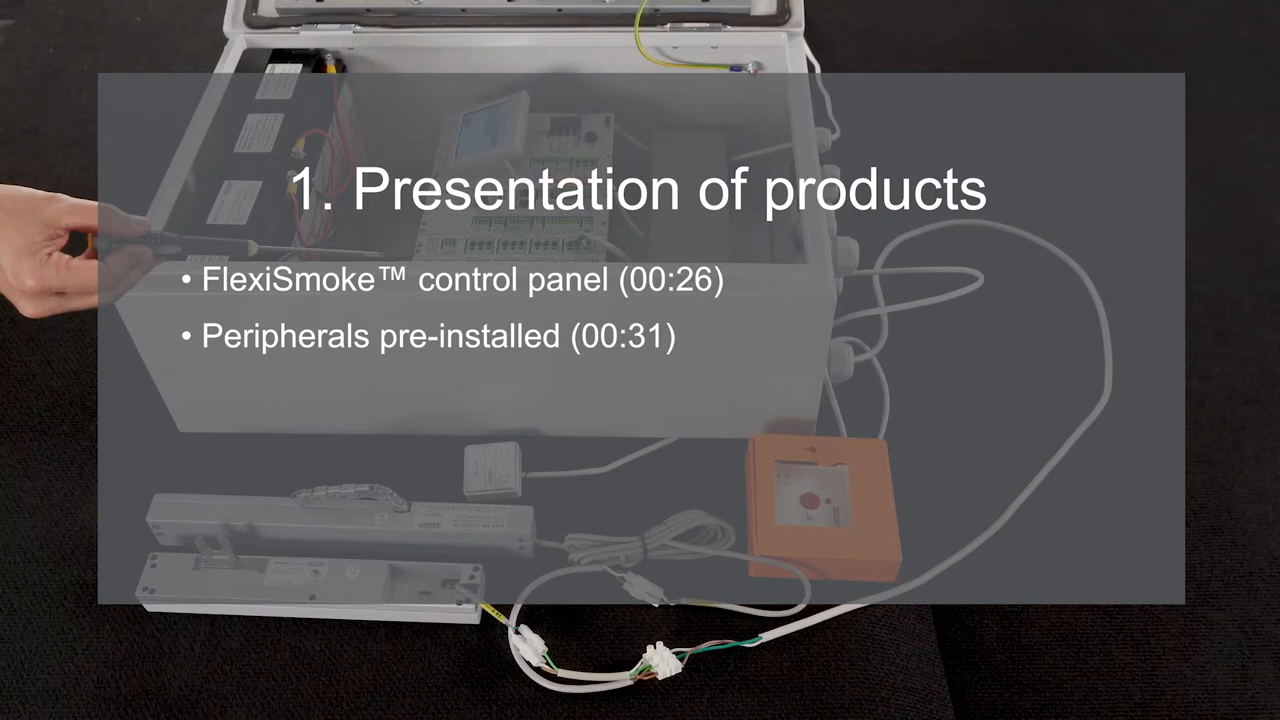 1. Presentation of products
• FlexiSmoke™ control panel (00:26)
• Peripherals pre-installed (00:31)